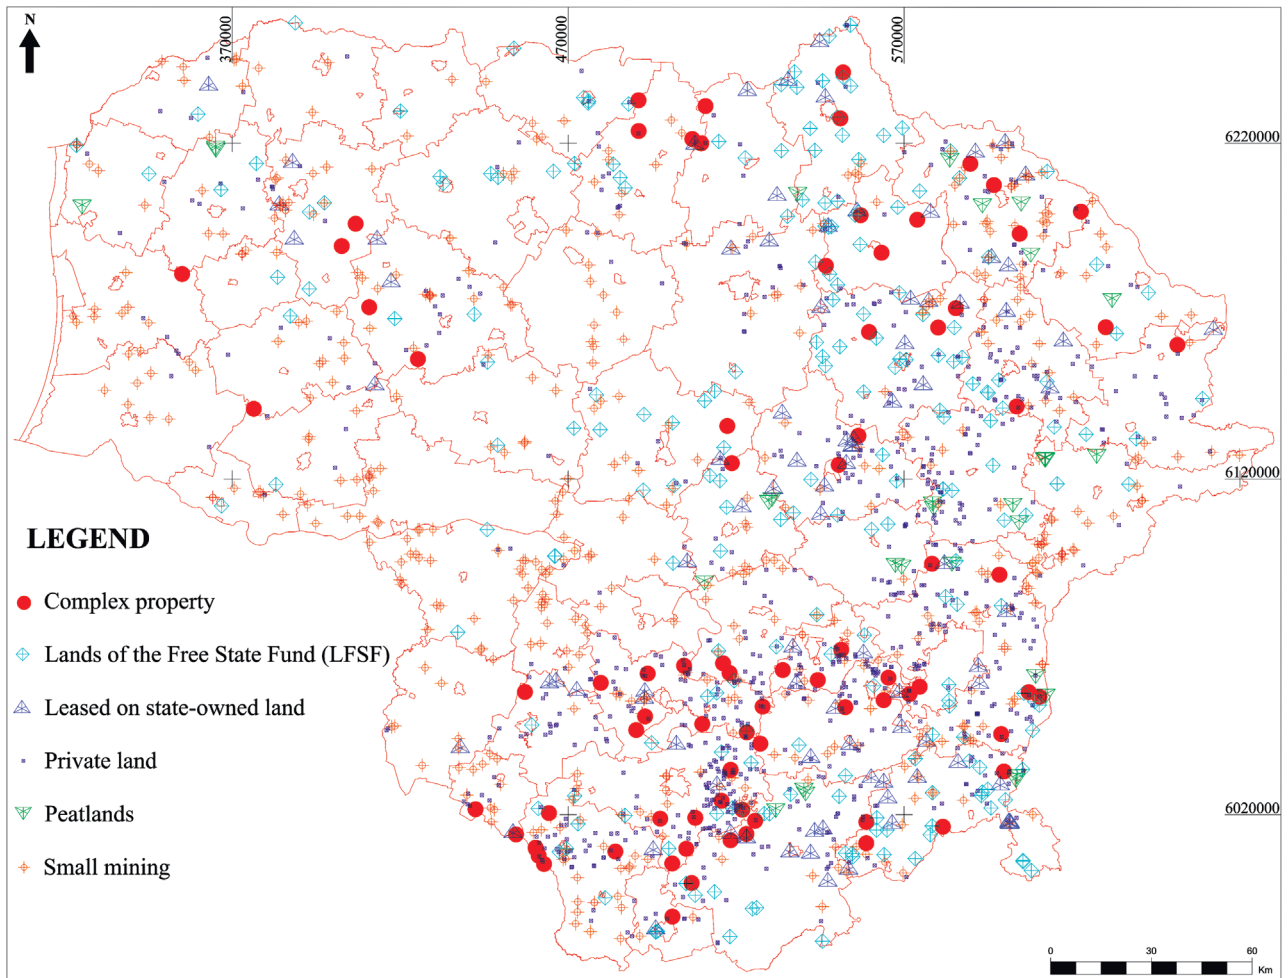 N
370000
470000
570000
6220000
6120000
LEGEND
Complex property
Lands of the Free State Fund (LFSF)
Leased on state-owned land
Private land
Peatlands
Small mining
6020000
0 30 60
Km